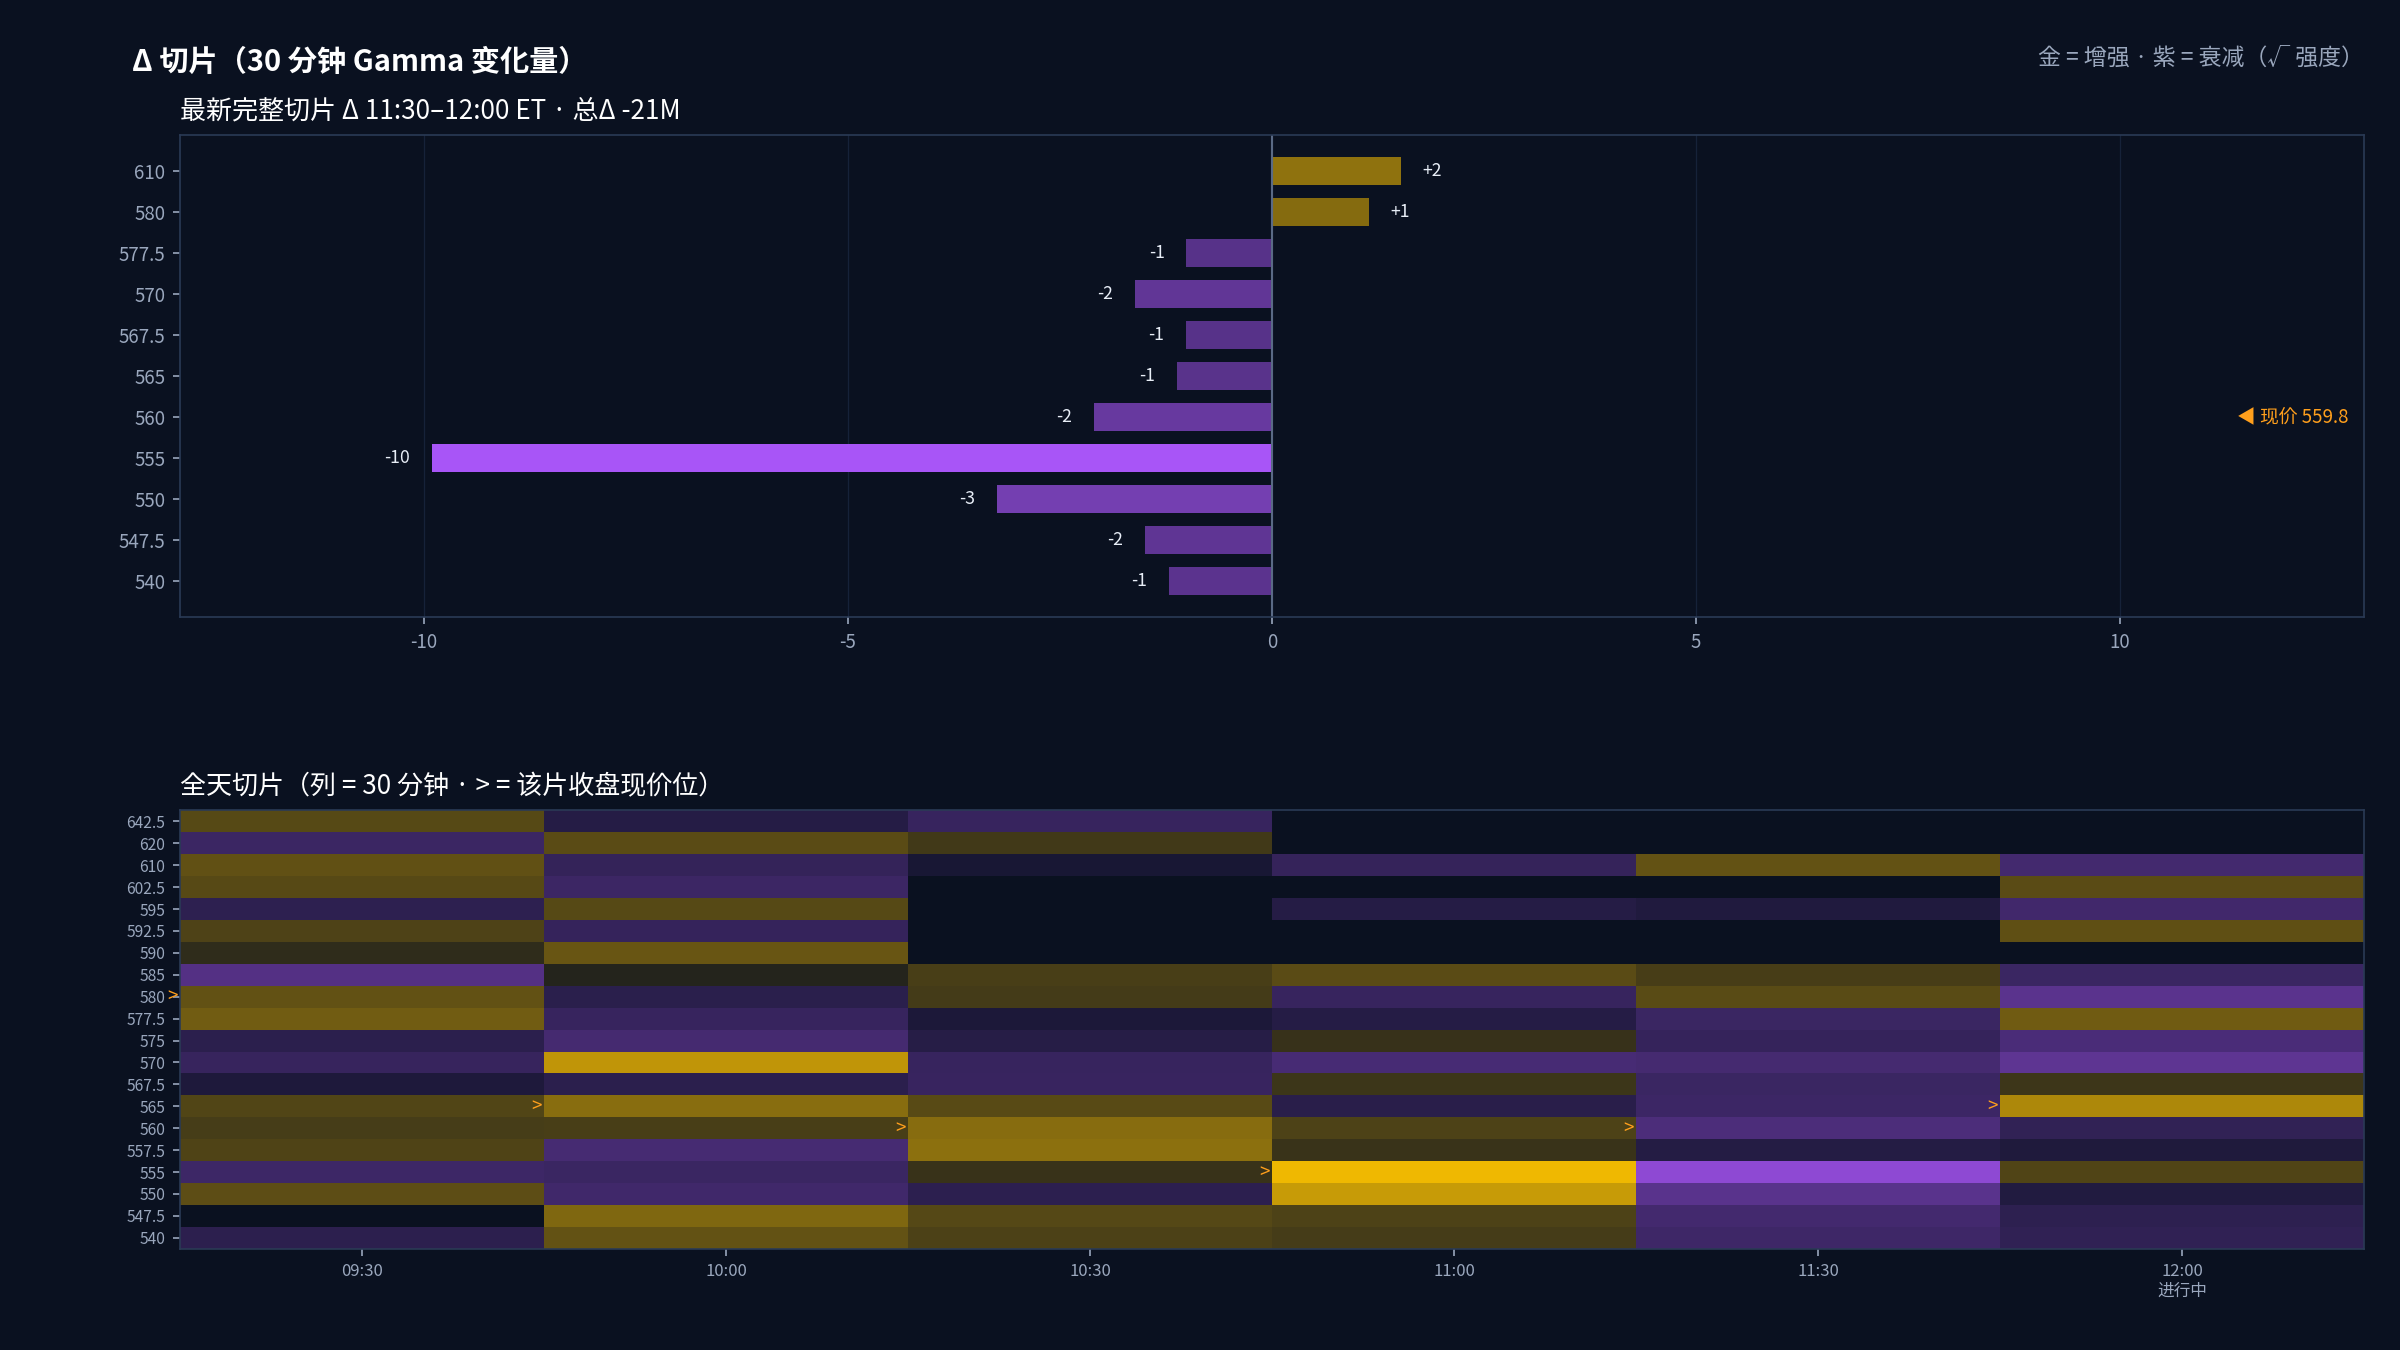 Δ 切片（30 分钟 Gamma 变化量）
金 = 增强 · 紫 = 衰减（√ 强度）
最新完整切片 Δ 11:30–12:00 ET · 总Δ -21M
610 +2
580 +1
577.5 -1
570 -2
567.5 -1
565 -1
560 -2 ◀ 现价 559.8
555 -10
550 -3
547.5 -2
540 -1
-10 -5 0 5 10
全天切片（列 = 30 分钟 · > = 该片收盘现价位）
642.5
620
610
602.5
595
592.5
590
585
580 >
577.5
575
570
567.5
565 > >
560 > >
557.5
555 >
550
547.5
540
09:30 10:00 10:30 11:00 11:30 12:00
进行中